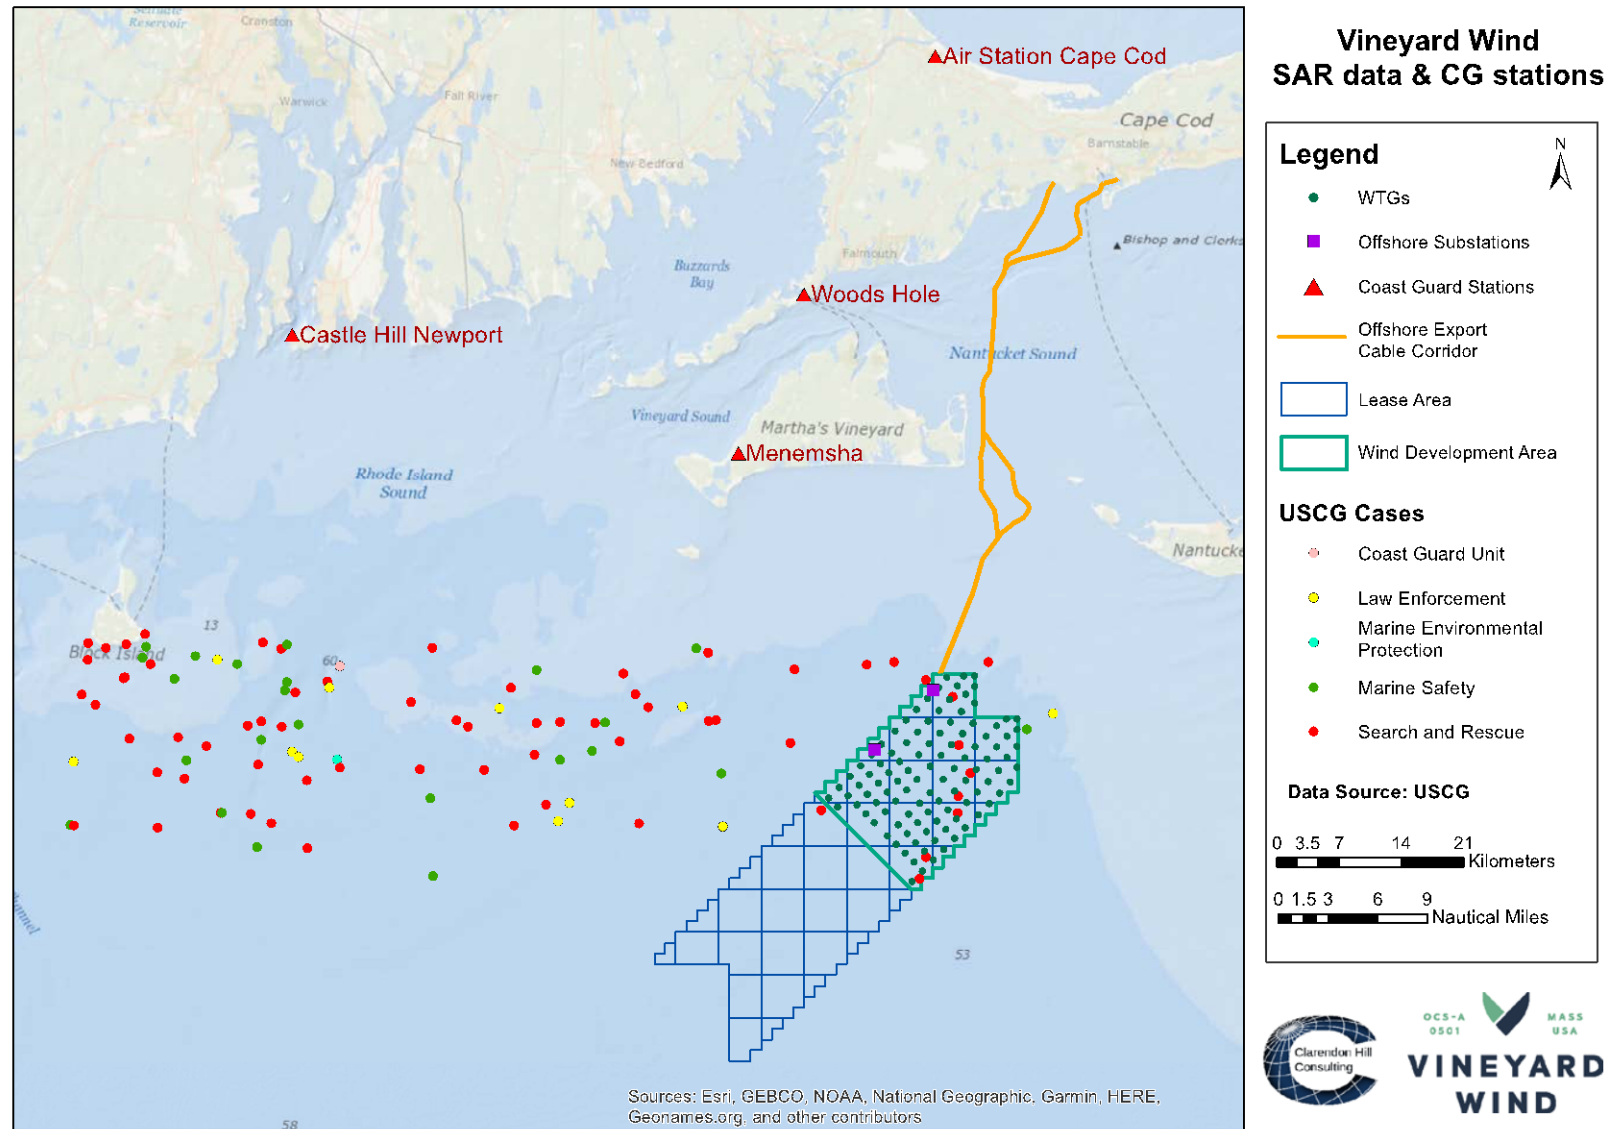 Scituate
Reservoir
Cranston
Air Station Cape Cod
Warwick
Fall River
Cape Cod
Barnstable
New Bedford
Bishop and Clerks
Falmouth
Buzzards
Bay
Woods Hole
Castle Hill Newport
Nantucket Sound
Vineyard Sound
Martha's Vineyard
Menemsha
Rhode Island
Sound
Nantucke
13
Block Island
60
53
58
Sources: Esri, GEBCO, NOAA, National Geographic, Garmin, HERE,
Geonames.org, and other contributors
Vineyard Wind
SAR data & CG stations
Legend
N
WTGs
Offshore Substations
Coast Guard Stations
Offshore Export
Cable Corridor
Lease Area
Wind Development Area
USCG Cases
Coast Guard Unit
Law Enforcement
Marine Environmental
Protection
Marine Safety
Search and Rescue
Data Source: USCG
0 3.5 7 14 21
Kilometers
0 1.5 3 6 9
Nautical Miles
Clarendon Hill
Consulting
OCS-A
0501
MASS
USA
VINEYARD
WIND